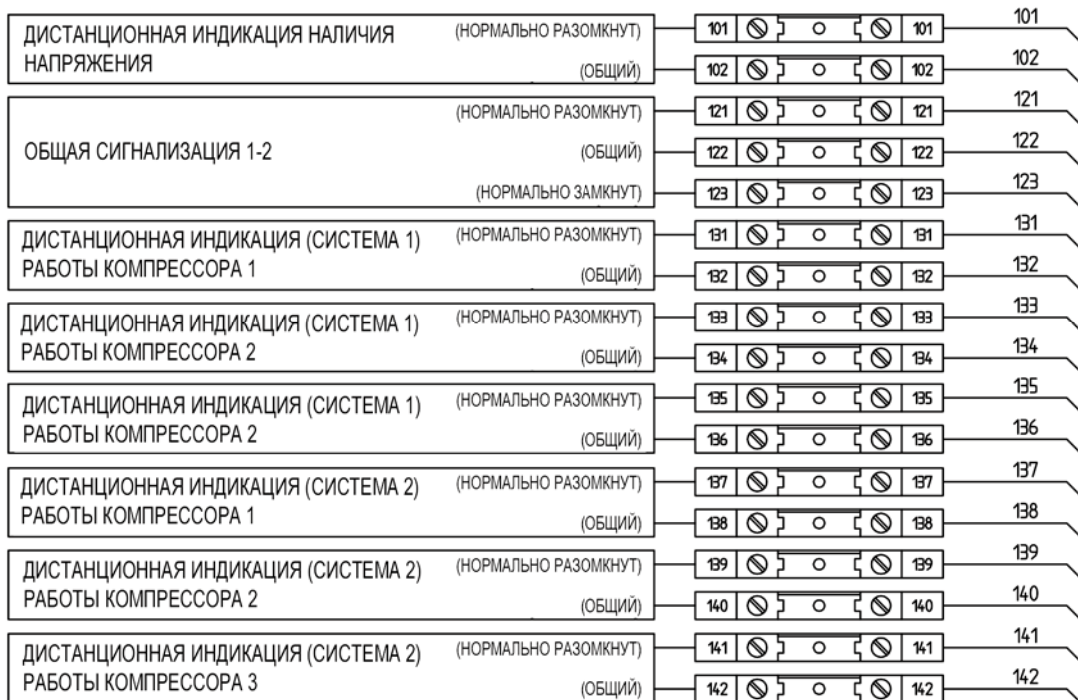 ДИСТАНЦИОННАЯ ИНДИКАЦИЯ НАЛИЧИЯ (НОРМАЛЬНО РАЗОМКНУТ) 101 101 101
НАПРЯЖЕНИЯ (ОБЩИЙ) 102 102 102
(НОРМАЛЬНО РАЗОМКНУТ) 121 121 121
ОБЩАЯ СИГНАЛИЗАЦИЯ 1-2 (ОБЩИЙ) 122 122 122
(НОРМАЛЬНО ЗАМКНУТ) 123 123 123
ДИСТАНЦИОННАЯ ИНДИКАЦИЯ (СИСТЕМА 1) (НОРМАЛЬНО РАЗОМКНУТ) 131 131 131
РАБОТЫ КОМПРЕССОРА 1 (ОБЩИЙ) 132 132 132
ДИСТАНЦИОННАЯ ИНДИКАЦИЯ (СИСТЕМА 1) (НОРМАЛЬНО РАЗОМКНУТ) 133 133 133
РАБОТЫ КОМПРЕССОРА 2 (ОБЩИЙ) 134 134 134
ДИСТАНЦИОННАЯ ИНДИКАЦИЯ (СИСТЕМА 1) (НОРМАЛЬНО РАЗОМКНУТ) 135 135 135
РАБОТЫ КОМПРЕССОРА 2 (ОБЩИЙ) 136 136 136
ДИСТАНЦИОННАЯ ИНДИКАЦИЯ (СИСТЕМА 2) (НОРМАЛЬНО РАЗОМКНУТ) 137 137 137
РАБОТЫ КОМПРЕССОРА 1 (ОБЩИЙ) 138 138 138
ДИСТАНЦИОННАЯ ИНДИКАЦИЯ (СИСТЕМА 2) (НОРМАЛЬНО РАЗОМКНУТ) 139 139 139
РАБОТЫ КОМПРЕССОРА 2 (ОБЩИЙ) 140 140 140
ДИСТАНЦИОННАЯ ИНДИКАЦИЯ (СИСТЕМА 2) (НОРМАЛЬНО РАЗОМКНУТ) 141 141 141
РАБОТЫ КОМПРЕССОРА 3 (ОБЩИЙ) 142 142 142